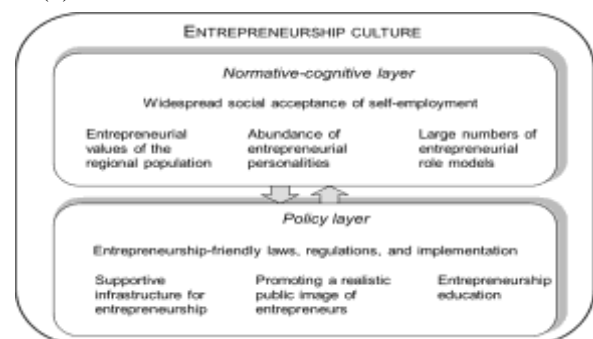 ENTREPRENEURSHIP CULTURE
Normative-cognitive layer
Widespread social acceptance of self-employment
Entrepreneurial
values of the
regional population
Abundance of
entrepreneurial
personalities
Large numbers of
entrepreneurial
role models
Policy layer
Entrepreneurship-friendly laws, regulations, and implementation
Supportive
infrastructure for
entrepreneurship
Promoting a realistic
public image of
entrepreneurs
Entrepreneurship
education